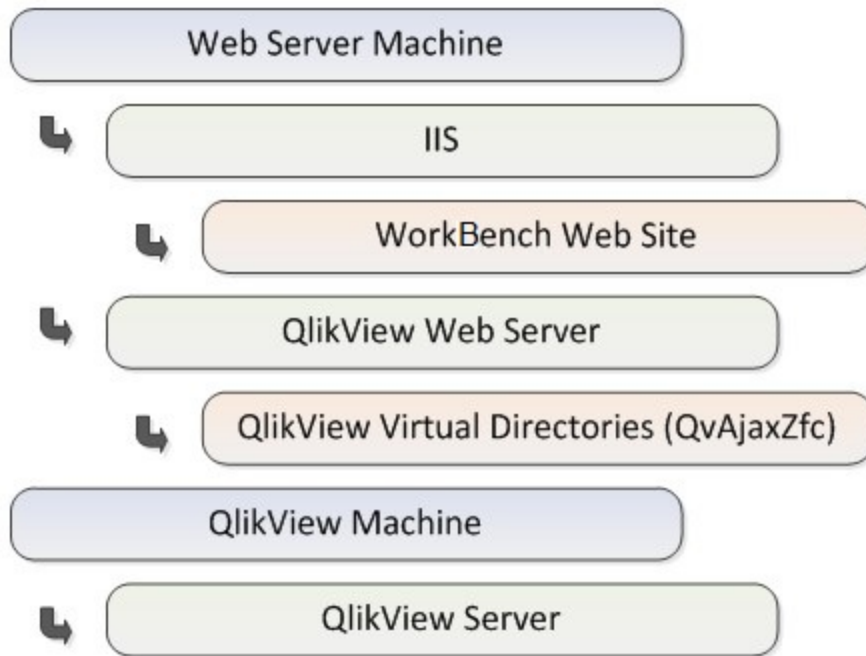 Web Server Machine
IIS
WorkBench Web Site
QlikView Web Server
QlikView Virtual Directories (QvAjaxZfc)
QlikView Machine
QlikView Server